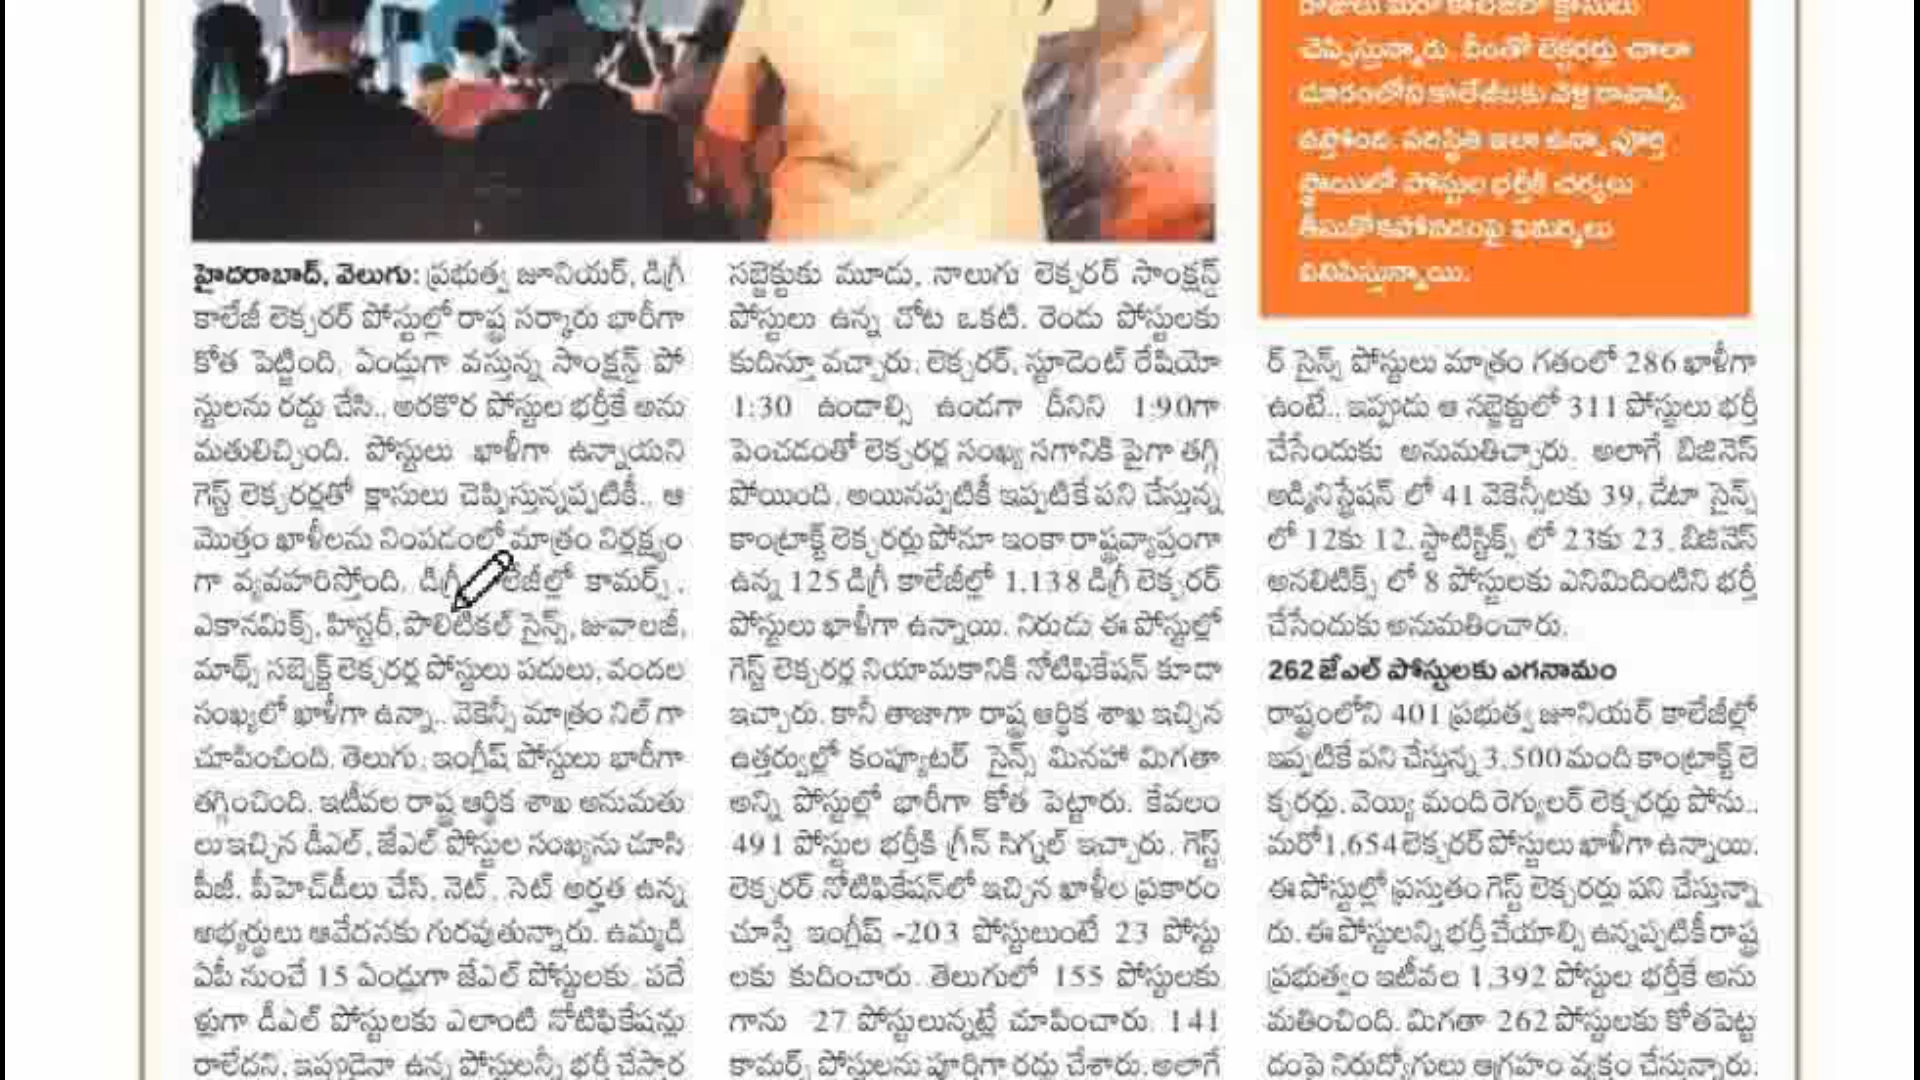 చెప్పిస్తున్నారు. దీంతో లెక్చరర్లు చాలా
దూరంలోని కాలేజీలకు వెళ్లి రావాల్సి
వస్తోంది. పరిస్థితి ఇలా ఉన్నా పూర్తి
స్థాయిలో పోస్టుల భర్తీకి చర్యలు
తీసుకోకపోవడంపై విమర్శలు
వినిపిస్తున్నాయి.
హైదరాబాద్, వెలుగు: ప్రభుత్వ జూనియర్, డిగ్రీ
కాలేజీ లెక్చరర్ పోస్టుల్లో రాష్ట్ర సర్కారు భారీగా
కోత పెట్టింది. ఏండ్లుగా వస్తున్న సాంక్షన్డ్ పో
స్టులను రద్దు చేసి.. అరకొర పోస్టుల భర్తీకే అను
మతులిచ్చింది. పోస్టులు ఖాళీగా ఉన్నాయని
గెస్ట్ లెక్చరర్లతో క్లాసులు చెప్పిస్తున్నప్పటికీ.. ఆ
మొత్తం ఖాళీలను నింపడంలో మాత్రం నిర్లక్ష్యం
గా వ్యవహరిస్తోంది. డిగ్రీ లేజీల్లో కామర్స్,
ఎకానమిక్స్, హిస్టరీ, పొలిటికల్ సైన్స్, జువాలజీ,
మాథ్స్ సబ్జెక్ట్ లెక్చరర్ల పోస్టులు పదులు, వందల
సంఖ్యలో ఖాళీగా ఉన్నా.. వెకెన్సీ మాత్రం నిల్ గా
చూపించింది. తెలుగు, ఇంగ్లీష్ పోస్టులు భారీగా
తగ్గించింది. ఇటీవల రాష్ట్ర ఆర్థిక శాఖ అనుమతు
లు ఇచ్చిన డీఎల్, జేఎల్ పోస్టుల సంఖ్యను చూసి
పీజీ, పీహెచ్‌డీలు చేసి, నెట్, సెట్ అర్హత ఉన్న
అభ్యర్థులు ఆవేదనకు గురవుతున్నారు. ఉమ్మడి
ఏపీ నుంచే 15 ఏండ్లుగా జేఎల్ పోస్టులకు, పదే
ళ్లుగా డీఎల్ పోస్టులకు ఎలాంటి నోటిఫికేషన్లు
రాలేదని, ఇప్పుడైనా ఉన్న పోస్టులన్నీ భర్తీ చేస్తార
సబ్జెక్టుకు మూడు, నాలుగు లెక్చరర్ సాంక్షన్డ్
పోస్టులు ఉన్న చోట ఒకటి, రెండు పోస్టులకు
కుదిస్తూ వచ్చారు. లెక్చరర్, స్టూడెంట్ రేషియో
1:30 ఉండాల్సి ఉండగా దీనిని 1:90గా
పెంచడంతో లెక్చరర్ల సంఖ్య సగానికి పైగా తగ్గి
పోయింది. అయినప్పటికీ ఇప్పటికే పని చేస్తున్న
కాంట్రాక్ట్ లెక్చరర్లు పోనూ ఇంకా రాష్ట్రవ్యాప్తంగా
ఉన్న 125 డిగ్రీ కాలేజీల్లో 1,138 డిగ్రీ లెక్చరర్
పోస్టులు ఖాళీగా ఉన్నాయి. నిరుడు ఈ పోస్టుల్లో
గెస్ట్ లెక్చరర్ల నియామకానికి నోటిఫికేషన్ కూడా
ఇచ్చారు. కానీ తాజాగా రాష్ట్ర ఆర్థిక శాఖ ఇచ్చిన
ఉత్తర్వుల్లో కంప్యూటర్ సైన్స్ మినహా మిగతా
అన్ని పోస్టుల్లో భారీగా కోత పెట్టారు. కేవలం
491 పోస్టుల భర్తీకి గ్రీన్ సిగ్నల్ ఇచ్చారు. గెస్ట్
లెక్చరర్ నోటిఫికేషన్‌లో ఇచ్చిన ఖాళీల ప్రకారం
చూస్తే ఇంగ్లీష్ -203 పోస్టులుంటే 23 పోస్టు
లకు కుదించారు. తెలుగులో 155 పోస్టులకు
గాను 27 పోస్టులున్నట్లే చూపించారు. 141
కామర్స్ పోస్టులను పూర్తిగా రద్దు చేశారు. అలాగే
ర్ సైన్స్ పోస్టులు మాత్రం గతంలో 286 ఖాళీగా
ఉంటే.. ఇప్పుడు ఆ సబ్జెక్టులో 311 పోస్టులు భర్తీ
చేసేందుకు అనుమతిచ్చారు. అలాగే బిజినెస్
అడ్మినిస్ట్రేషన్ లో 41 వెకెన్సీలకు 39, డేటా సైన్స్
లో 12కు 12, స్టాటిస్టిక్స్ లో 23కు 23, బిజినెస్
అనలిటిక్స్ లో 8 పోస్టులకు ఎనిమిదింటిని భర్తీ
చేసేందుకు అనుమతించారు.
262 జేఎల్ పోస్టులకు ఎగనామం
రాష్ట్రంలోని 401 ప్రభుత్వ జూనియర్ కాలేజీల్లో
ఇప్పటికే పని చేస్తున్న 3,500 మంది కాంట్రాక్ట్ లె
క్చరర్లు, వెయ్యి మంది రెగ్యులర్ లెక్చరర్లు పోను..
మరో 1,654 లెక్చరర్ పోస్టులు ఖాళీగా ఉన్నాయి.
ఈ పోస్టుల్లో ప్రస్తుతం గెస్ట్ లెక్చరర్లు పని చేస్తున్నా
రు. ఈ పోస్టులన్ని భర్తీ చేయాల్సి ఉన్నప్పటికీ రాష్ట్ర
ప్రభుత్వం ఇటీవల 1,392 పోస్టుల భర్తీకే అను
మతించింది. మిగతా 262 పోస్టులకు కోతపెట్ట
డంపై నిరుద్యోగులు ఆగ్రహం వ్యక్తం చేస్తున్నారు.